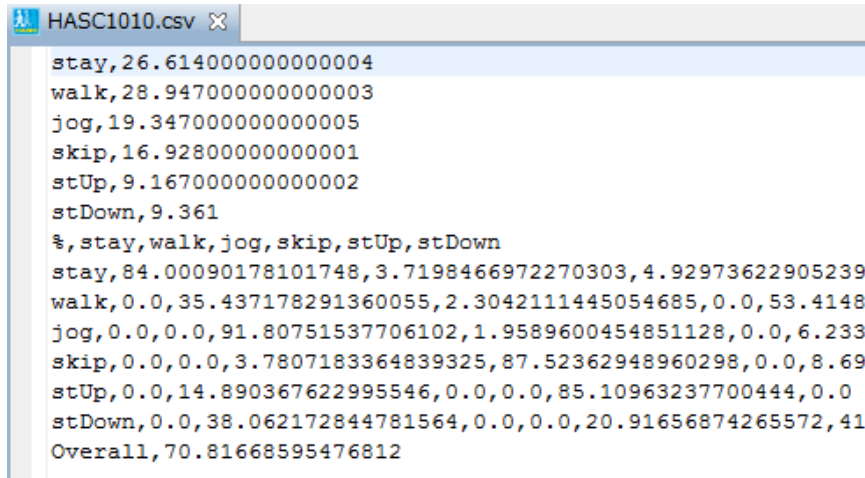 HASC1010.csv
stay,26.614000000000004
walk,28.947000000000003
jog,19.347000000000005
skip,16.92800000000001
stUp,9.167000000000002
stDown,9.361
%,stay,walk,jog,skip,stUp,stDown
stay,84.00090178101748,3.7198466972270303,4.92973622905239
walk,0.0,35.437178291360055,2.3042111445054685,0.0,53.4148
jog,0.0,0.0,91.80751537706102,1.9589600454851128,0.0,6.233
skip,0.0,0.0,3.7807183364839325,87.52362948960298,0.0,8.69
stUp,0.0,14.890367622995546,0.0,0.0,85.10963237700444,0.0
stDown,0.0,38.062172844781564,0.0,0.0,20.91656874265572,41
Overall,70.81668595476812